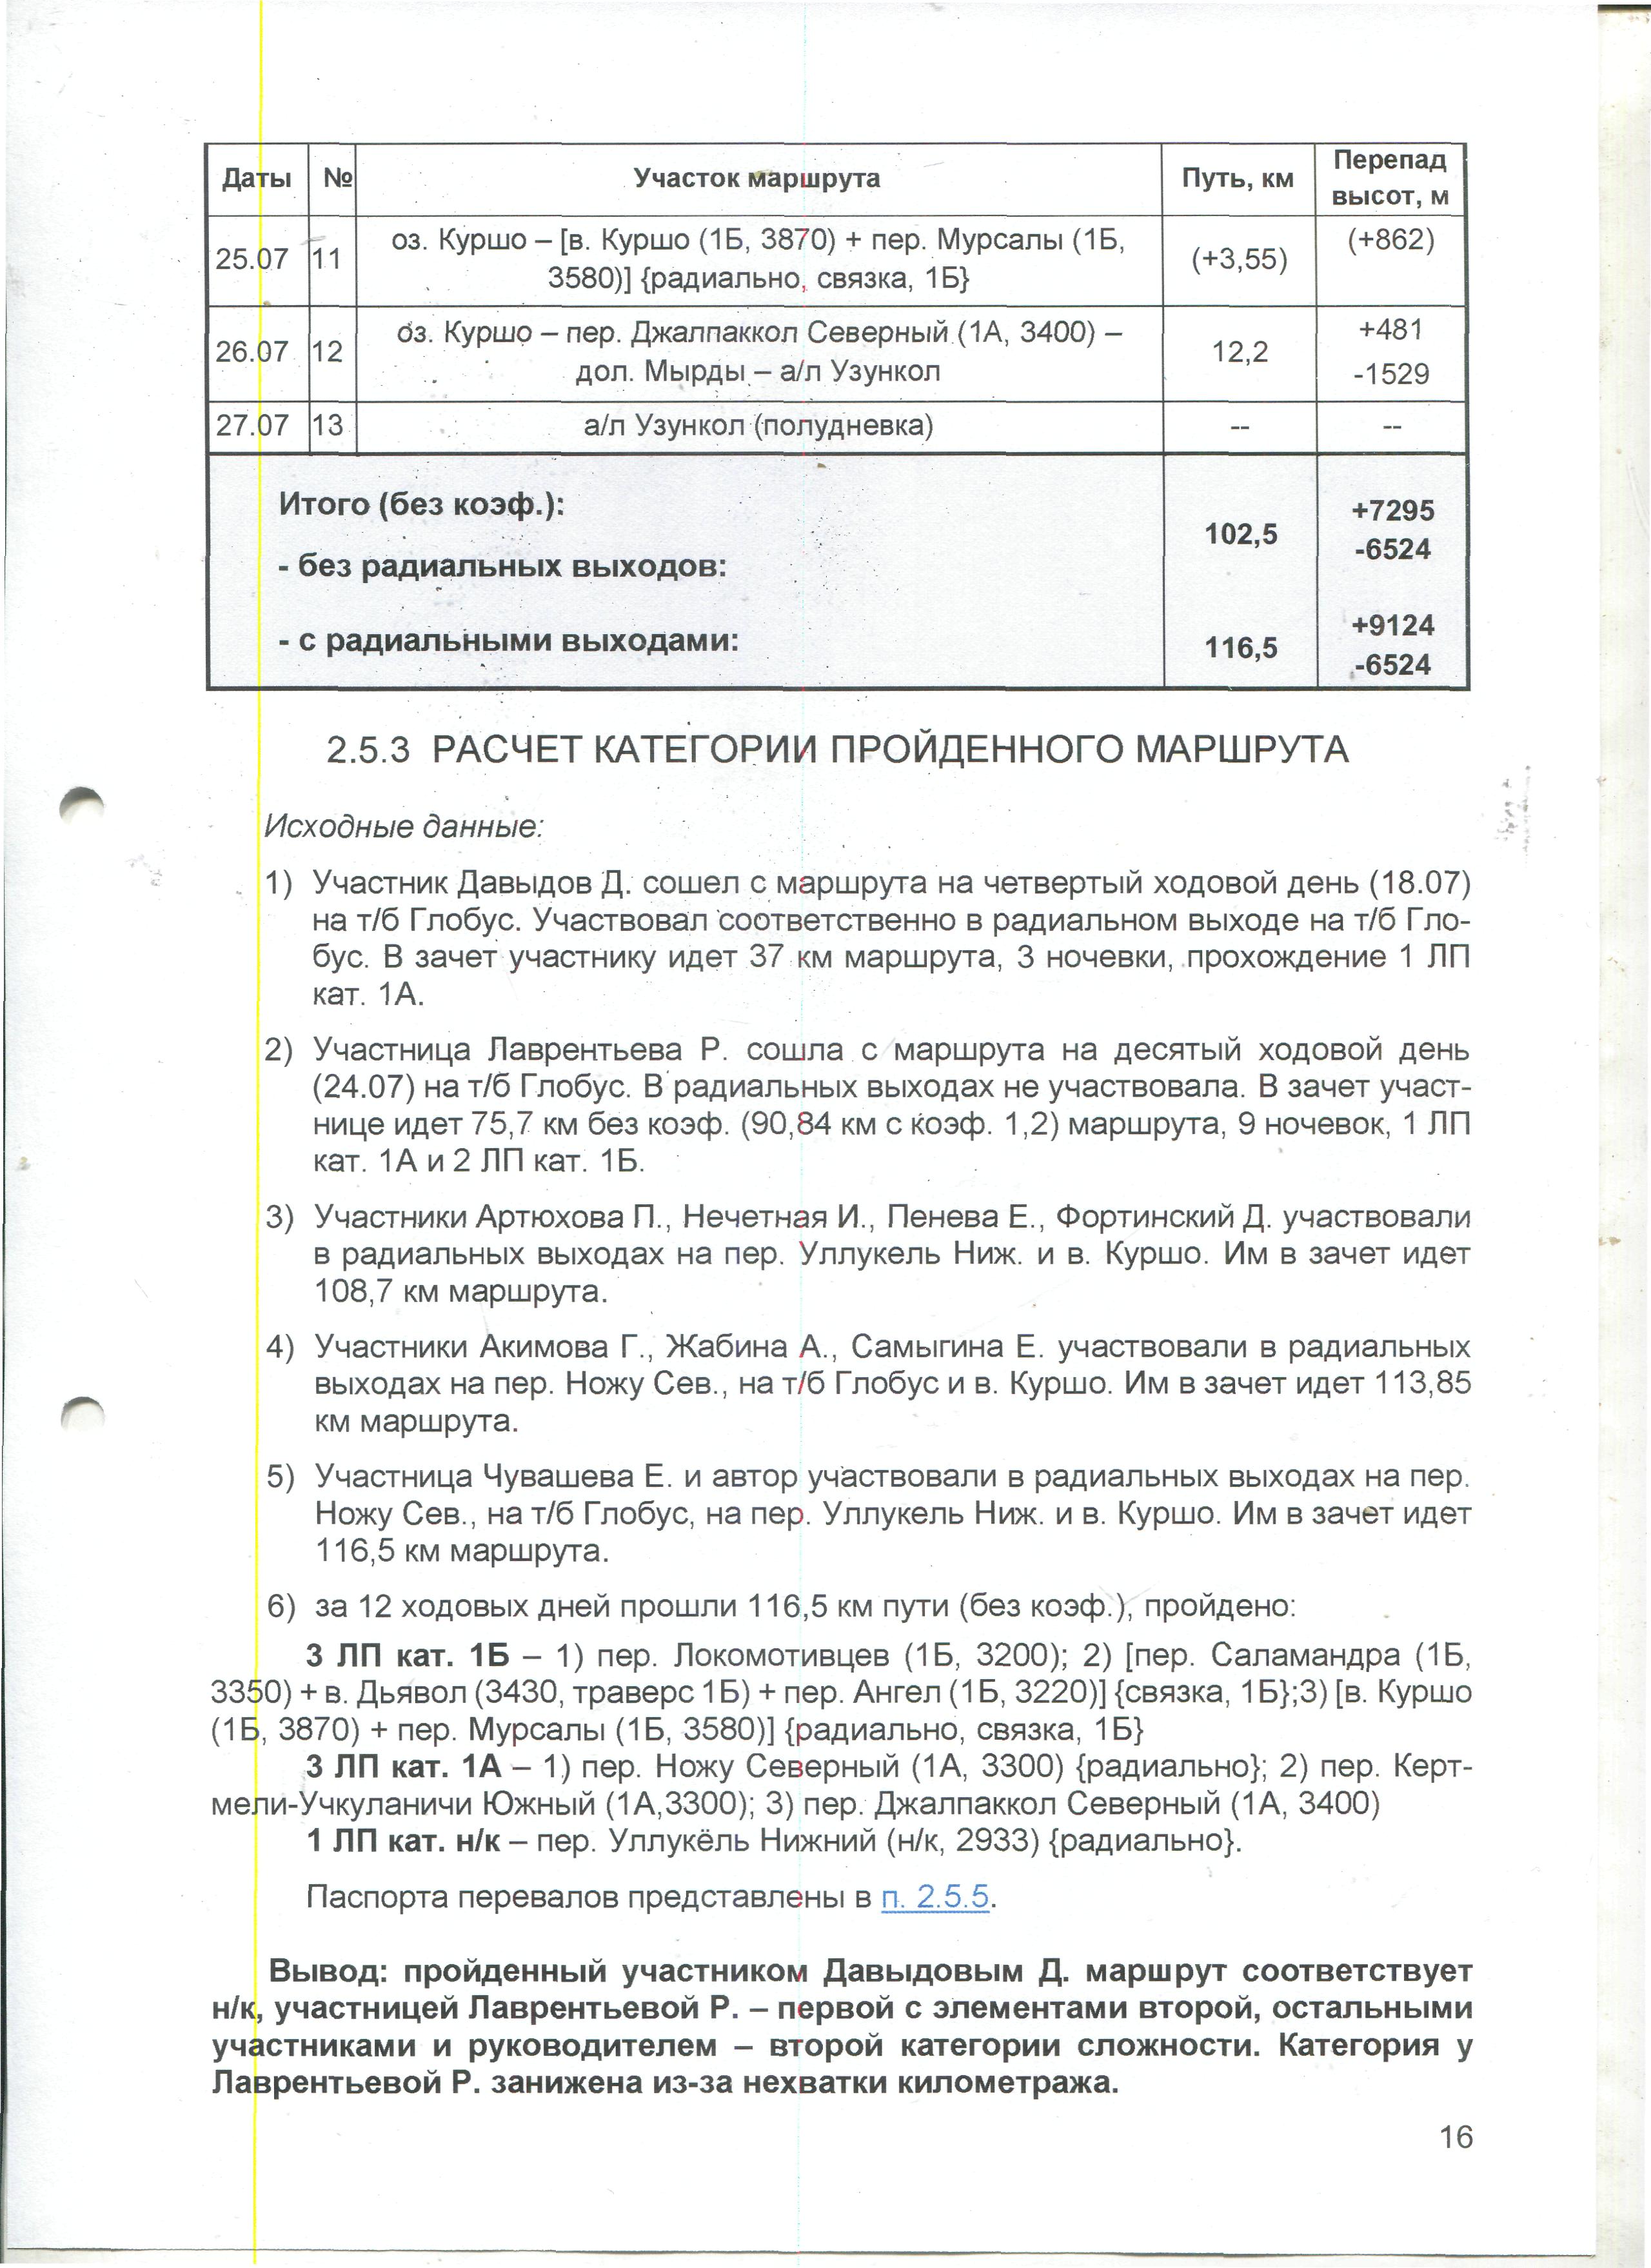 Даты № Участок маршрута Путь, км Перепад высот, м
25.07 11 оз. Куршо – [в. Куршо (1Б, 3870) + пер. Мурсалы (1Б, (+3,55) (+862)
3580)] {радиально, связка, 1Б}
26.07 12 оз. Куршо – пер. Джалпаккол Северный (1А, 3400) – 12,2 +481
дол. Мырды – а/л Узункол -1529
27.07 13 а/л Узункол (полудневка) -- --
Итого (без коэф.):
- без радиальных выходов: 102,5 +7295
-6524
- с радиальными выходами: 116,5 +9124
-6524
2.5.3 РАСЧЕТ КАТЕГОРИИ ПРОЙДЕННОГО МАРШРУТА
Исходные данные:
1) Участник Давыдов Д. сошел с маршрута на четвертый ходовой день (18.07)
на т/б Глобус. Участвовал соответственно в радиальном выходе на т/б Гло-
бус. В зачет участнику идет 37 км маршрута, 3 ночевки, прохождение 1 ЛП
кат. 1А.
2) Участница Лаврентьева Р. сошла с маршрута на десятый ходовой день
(24.07) на т/б Глобус. В радиальных выходах не участвовала. В зачет участ-
нице идет 75,7 км без коэф. (90,84 км с коэф. 1,2) маршрута, 9 ночевок, 1 ЛП
кат. 1А и 2 ЛП кат. 1Б.
3) Участники Артюхова П., Нечетная И., Пенева Е., Фортинский Д. участвовали
в радиальных выходах на пер. Уллукель Ниж. и в. Куршо. Им в зачет идет
108,7 км маршрута.
4) Участники Акимова Г., Жабина А., Самыгина Е. участвовали в радиальных
выходах на пер. Ножу Сев., на т/б Глобус и в. Куршо. Им в зачет идет 113,85
км маршрута.
5) Участница Чувашева Е. и автор участвовали в радиальных выходах на пер.
Ножу Сев., на т/б Глобус, на пер. Уллукель Ниж. и в. Куршо. Им в зачет идет
116,5 км маршрута.
6) за 12 ходовых дней прошли 116,5 км пути (без коэф.), пройдено:
3 ЛП кат. 1Б – 1) пер. Локомотивцев (1Б, 3200); 2) [пер. Саламандра (1Б,
3350) + в. Дьявол (3430, траверс 1Б) + пер. Ангел (1Б, 3220)] {связка, 1Б};3) [в. Куршо
(1Б, 3870) + пер. Мурсалы (1Б, 3580)] {радиально, связка, 1Б}
3 ЛП кат. 1А – 1) пер. Ножу Северный (1А, 3300) {радиально}; 2) пер. Керт-
мели-Учкуланичи Южный (1А,3300); 3) пер. Джалпаккол Северный (1А, 3400)
1 ЛП кат. н/к – пер. Уллукёль Нижний (н/к, 2933) {радиально}.
Паспорта перевалов представлены в п. 2.5.5.
Вывод: пройденный участником Давыдовым Д. маршрут соответствует
н/к, участницей Лаврентьевой Р. – первой с элементами второй, остальными
участниками и руководителем – второй категории сложности. Категория у
Лаврентьевой Р. занижена из-за нехватки километража.
16